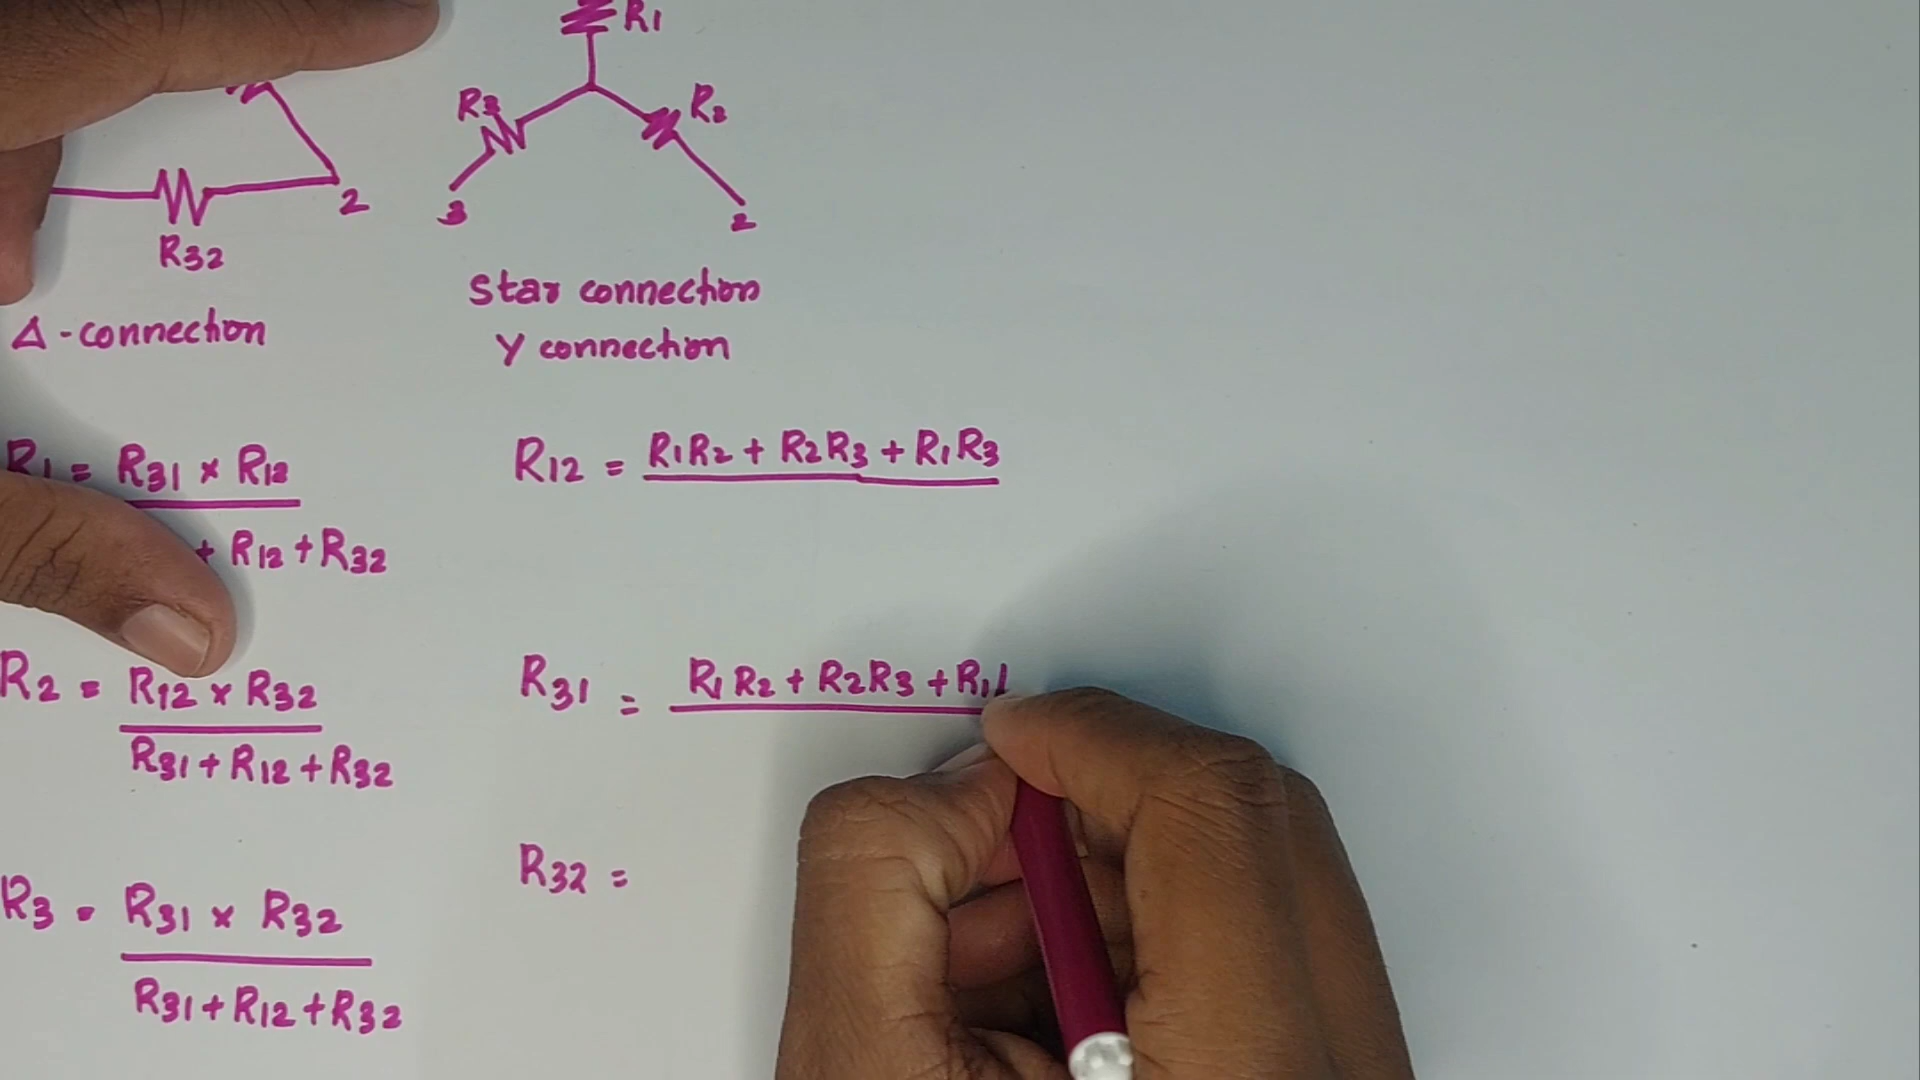 R1
R3
R2
2
3
2
R32
Star connection
Δ-connection
Y connection
R1 = R31 × R12
+ R12 + R32
R12 = R1R2 + R2R3 + R1R3
R2 = R12 × R32
R31 + R12 + R32
R31 = R1R2 + R2R3 + R1
R32 =
R3 = R31 × R32
R31 + R12 + R32